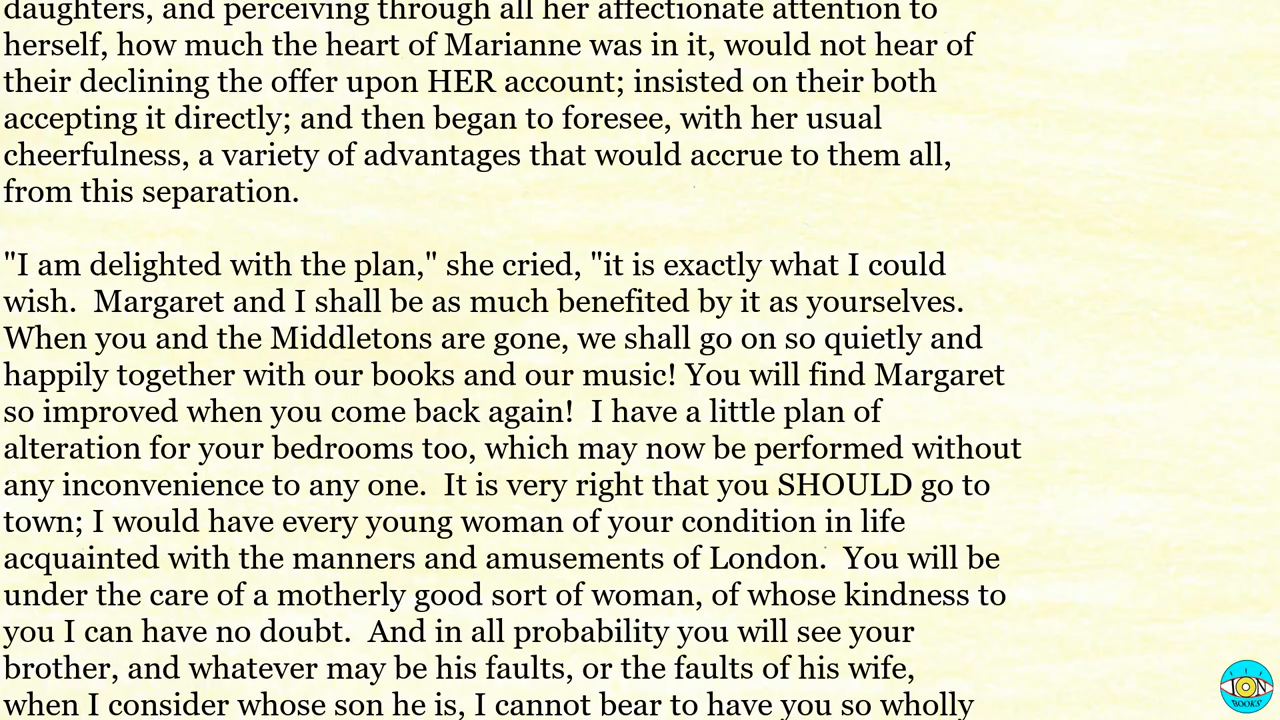 daughters, and perceiving through all her affectionate attention to
herself, how much the heart of Marianne was in it, would not hear of
their declining the offer upon HER account; insisted on their both
accepting it directly; and then began to foresee, with her usual
cheerfulness, a variety of advantages that would accrue to them all,
from this separation.
"I am delighted with the plan," she cried, "it is exactly what I could
wish.  Margaret and I shall be as much benefited by it as yourselves.
When you and the Middletons are gone, we shall go on so quietly and
happily together with our books and our music! You will find Margaret
so improved when you come back again!  I have a little plan of
alteration for your bedrooms too, which may now be performed without
any inconvenience to any one.  It is very right that you SHOULD go to
town; I would have every young woman of your condition in life
acquainted with the manners and amusements of London.  You will be
under the care of a motherly good sort of woman, of whose kindness to
you I can have no doubt.  And in all probability you will see your
brother, and whatever may be his faults, or the faults of his wife,
when I consider whose son he is, I cannot bear to have you so wholly
ION
BOOKS